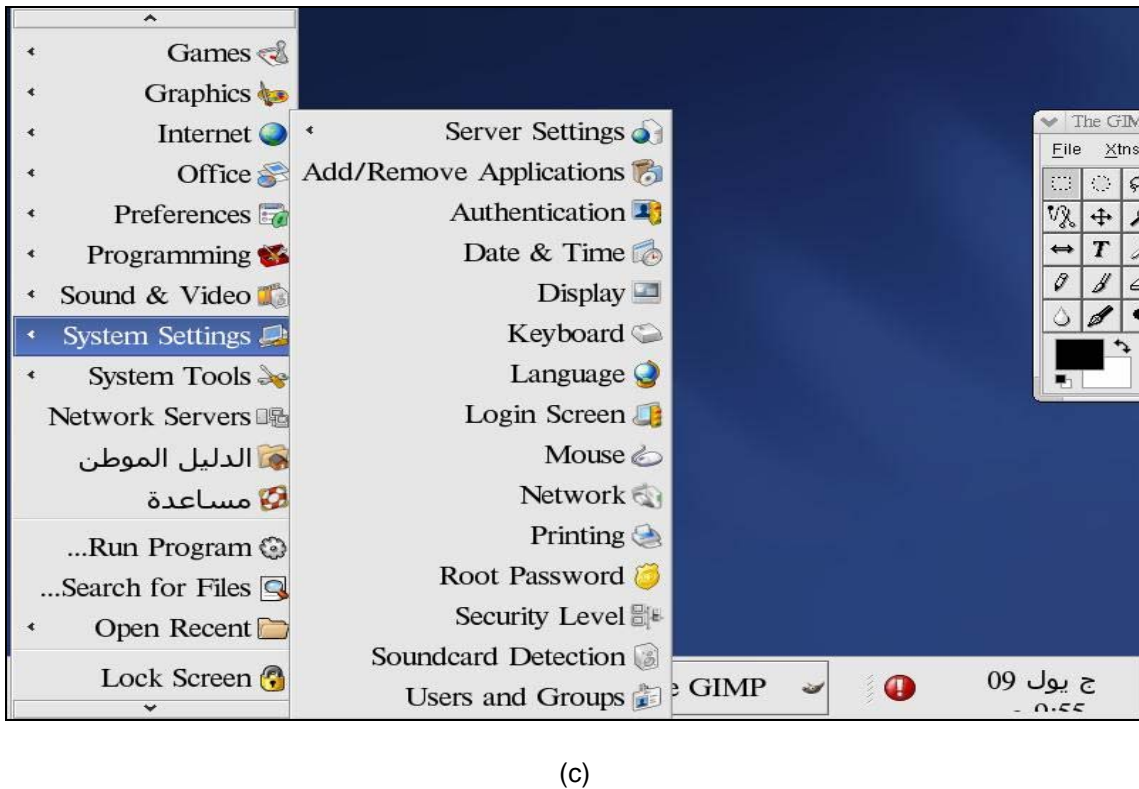 Games
Graphics
Internet
Office
Preferences
Programming
Sound & Video
System Settings
System Tools
Network Servers
الدليل الموطن
مساعدة
...Run Program
...Search for Files
Open Recent
Lock Screen
Server Settings
Add/Remove Applications
Authentication
Date & Time
Display
Keyboard
Language
Login Screen
Mouse
Network
Printing
Root Password
Security Level
Soundcard Detection
Users and Groups
The
File Xtns
GIMP
ج يول 09
9:55
(c)